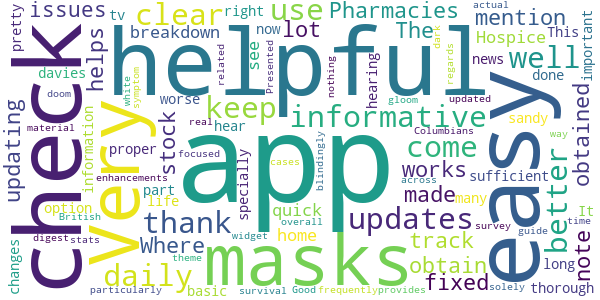 pretty
issues
tv
clear
right
use
Pharmacies
actual
This
breakdown
now
lot
The
mention
Hospice
davies
helps
see
news
done
important
check
helpful
worse
hearing
well
updating
information
very
stock
hear
keep
informative
regards
dark
nothing
related
Presented
gloom
updated
sandy
obtained
doom
white
symptom
proper
real
focused
app
come
Columbians
sufficient
easy
better
material
enhancements
part
specially
cases
blindingly
across
works
many
way
It
option
life
quick
made
British
thank
overall
updates
survey
time
note
changes
digest
stats
Where
home
masks
track
guide
daily
widget
theme
obtain
fixed
long
thorough
particularly
basic
survival
Good
frequently
provides
solely